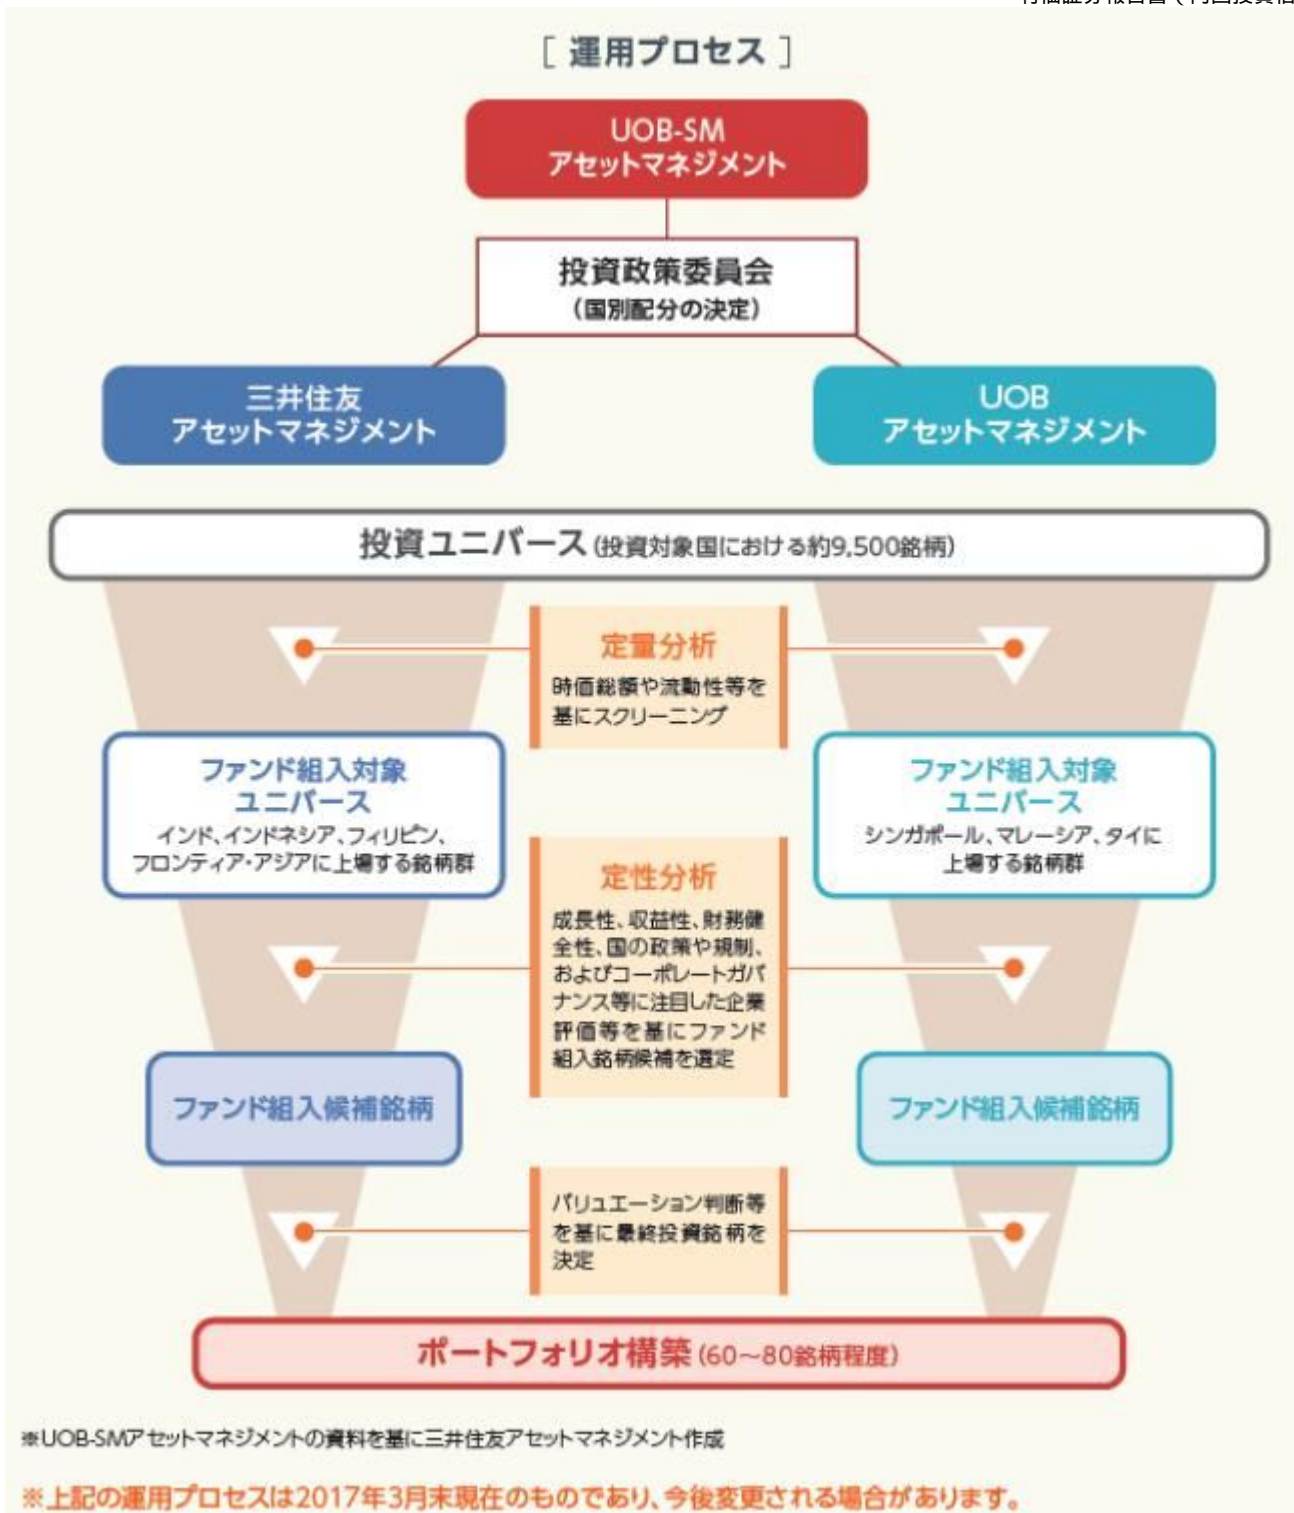 ［ 運用プロセス ］
UOB-SM
アセットマネジメント
投資政策委員会
（国別配分の決定）
三井住友
アセットマネジメント
UOB
アセットマネジメント
投資ユニバース（投資対象国における約9,500銘柄）
定量分析
時価総額や流動性等を
基にスクリーニング
ファンド組入対象
ユニバース
インド、インドネシア、フィリピン、
フロンティア・アジアに上場する銘柄群
ファンド組入対象
ユニバース
シンガポール、マレーシア、タイに
上場する銘柄群
定性分析
成長性、収益性、財務健
全性、国の政策や規制、
およびコーポレートガバ
ナンス等に注目した企業
評価等を基にファンド
組入銘柄候補を選定
ファンド組入候補銘柄
ファンド組入候補銘柄
バリュエーション判断等
を基に最終投資銘柄を
決定
ポートフォリオ構築（60～80銘柄程度）
※UOB-SMアセットマネジメントの資料を基に三井住友アセットマネジメント作成
※上記の運用プロセスは2017年3月末現在のものであり、今後変更される場合があります。